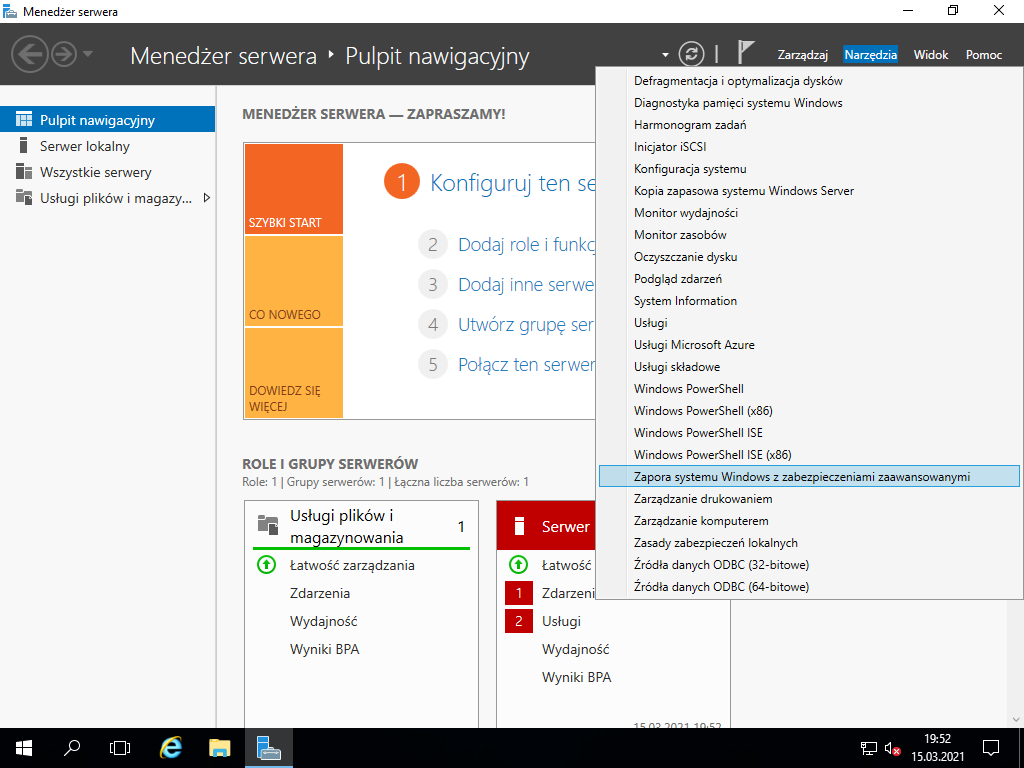 Menedżer serwera
Menedżer serwera ‣ Pulpit nawigacyjny
Zarządzaj Narzędzia Widok Pomoc
Pulpit nawigacyjny
Serwer lokalny
Wszystkie serwery
Usługi plików i magazy...
MENEDŻER SERWERA — ZAPRASZAMY!
SZYBKI START
CO NOWEGO
DOWIEDZ SIĘ
WIĘCEJ
1 Konfiguruj ten se
2 Dodaj role i funkc
3 Dodaj inne serwe
4 Utwórz grupę ser
5 Połącz ten serwer
ROLE I GRUPY SERWERÓW
Role: 1 | Grupy serwerów: 1 | Łączna liczba serwerów: 1
Usługi plików i
magazynowania
1
Łatwość zarządzania
Zdarzenia
Wydajność
Wyniki BPA
Serwer
Łatwość
1 Zdarzeni
2 Usługi
Wydajność
Wyniki BPA
15.03.2021 19:52
Defragmentacja i optymalizacja dysków
Diagnostyka pamięci systemu Windows
Harmonogram zadań
Inicjator iSCSI
Konfiguracja systemu
Kopia zapasowa systemu Windows Server
Monitor wydajności
Monitor zasobów
Oczyszczanie dysku
Podgląd zdarzeń
System Information
Usługi
Usługi Microsoft Azure
Usługi składowe
Windows PowerShell
Windows PowerShell (x86)
Windows PowerShell ISE
Windows PowerShell ISE (x86)
Zapora systemu Windows z zabezpieczeniami zaawansowanymi
Zarządzanie drukowaniem
Zarządzanie komputerem
Zasady zabezpieczeń lokalnych
Źródła danych ODBC (32-bitowe)
Źródła danych ODBC (64-bitowe)
19:52
15.03.2021